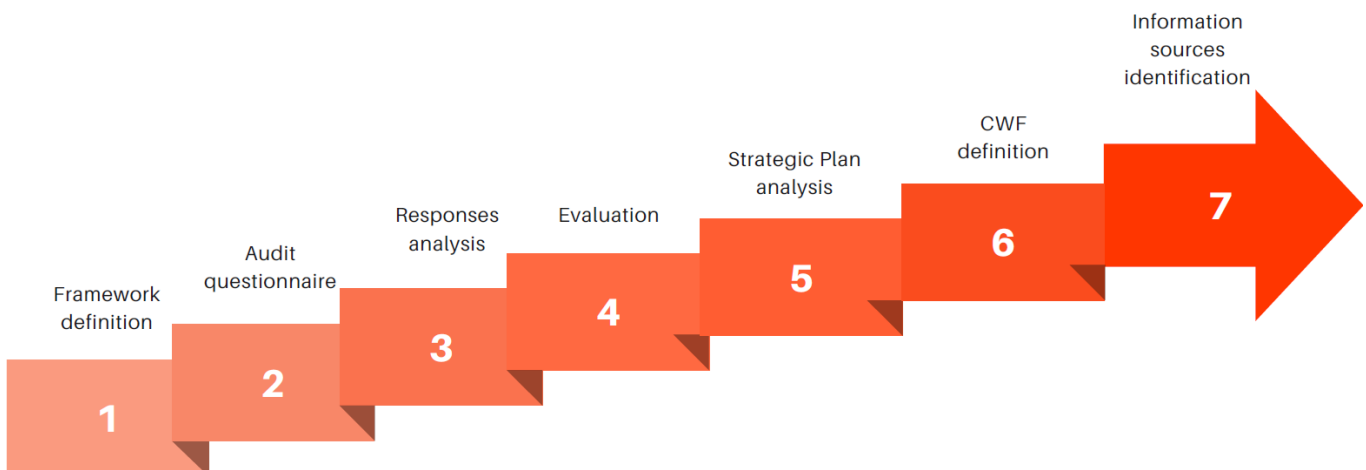 Framework
definition
1
Audit
questionnaire
2
Responses
analysis
3
Evaluation
4
Strategic Plan
analysis
5
CWF
definition
6
Information
sources
identification
7